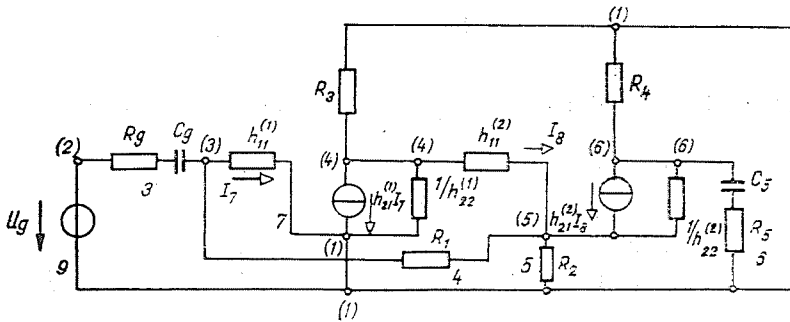 (1)
R3
R4
Rg
Cg
(3)
h11(1)
(4)
h11(2)
I8
(2)
(4)
(6)
(6)
3
I7
h21(1)I7
1/h22(1)
C5
Ug
7
(1)
R1
(5)
h21(2)I8
1/h22(2)
R5
9
4
5
R2
6
(1)